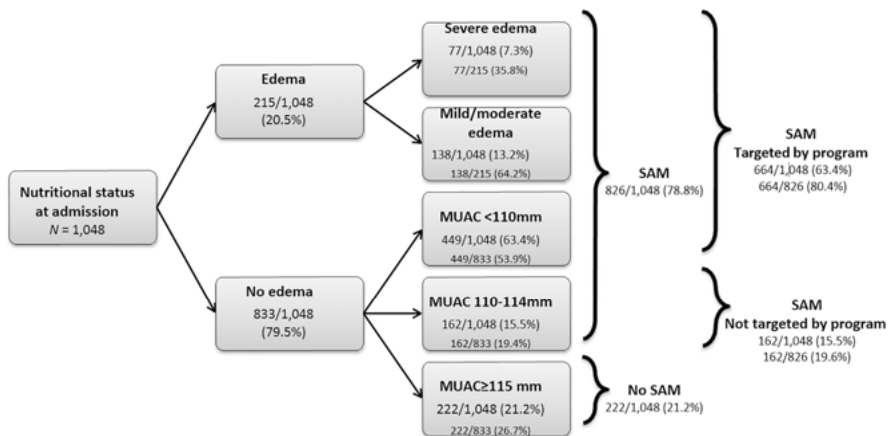 Nutritional status
at admission
N = 1,048
Edema
215/1,048
(20.5%)
No edema
833/1,048
(79.5%)
Severe edema
77/1,048 (7.3%)
77/215 (35.8%)
Mild/moderate
edema
138/1,048 (13.2%)
138/215 (64.2%)
MUAC <110mm
449/1,048 (63.4%)
449/833 (53.9%)
MUAC 110-114mm
162/1,048 (15.5%)
162/833 (19.4%)
MUAC≥115 mm
222/1,048 (21.2%)
222/833 (26.7%)
SAM
826/1,048 (78.8%)
No SAM
222/1,048 (21.2%)
SAM
Targeted by program
664/1,048 (63.4%)
664/826 (80.4%)
SAM
Not targeted by program
162/1,048 (15.5%)
162/826 (19.6%)